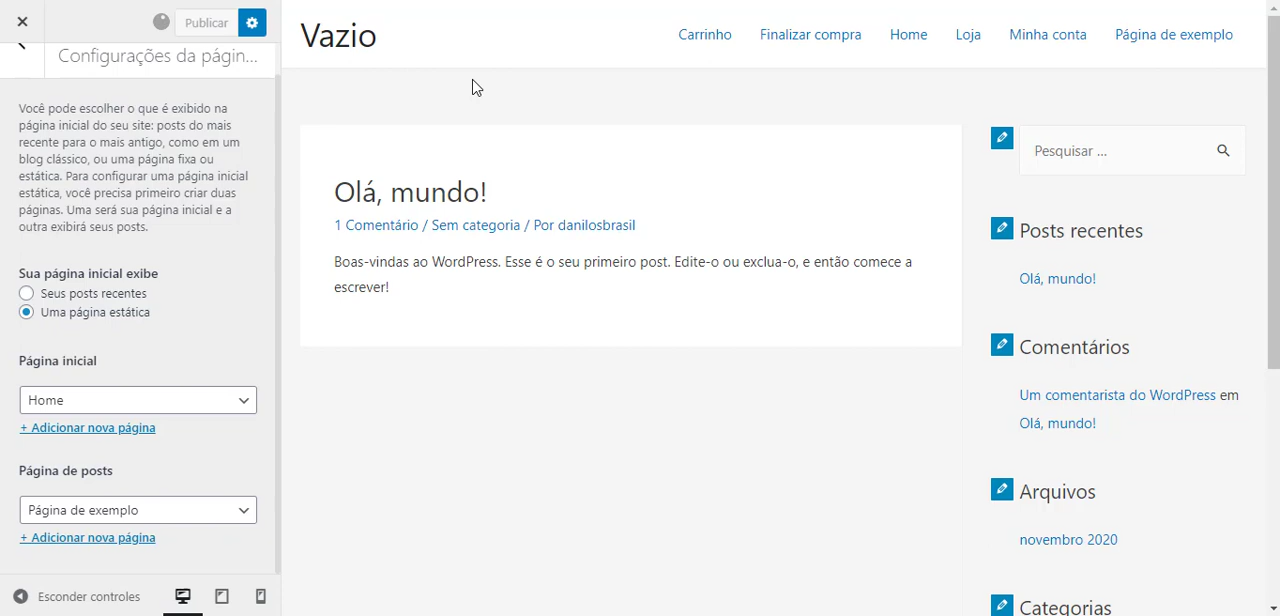 Publicar
Configurações da págin...
Você pode escolher o que é exibido na
página inicial do seu site: posts do mais
recente para o mais antigo, como em um
blog clássico, ou uma página fixa ou
estática. Para configurar uma página inicial
estática, você precisa primeiro criar duas
páginas. Uma será sua página inicial e a
outra exibirá seus posts.
Sua página inicial exibe
Seus posts recentes
Uma página estática
Página inicial
Home
+ Adicionar nova página
Página de posts
Página de exemplo
+ Adicionar nova página
Esconder controles
Vazio
Carrinho Finalizar compra Home Loja Minha conta Página de exemplo
Olá, mundo!
1 Comentário / Sem categoria / Por danilosbrasil
Boas-vindas ao WordPress. Esse é o seu primeiro post. Edite-o ou exclua-o, e então comece a
escrever!
Pesquisar ...
Posts recentes
Olá, mundo!
Comentários
Um comentarista do WordPress em
Olá, mundo!
Arquivos
novembro 2020
Categorias